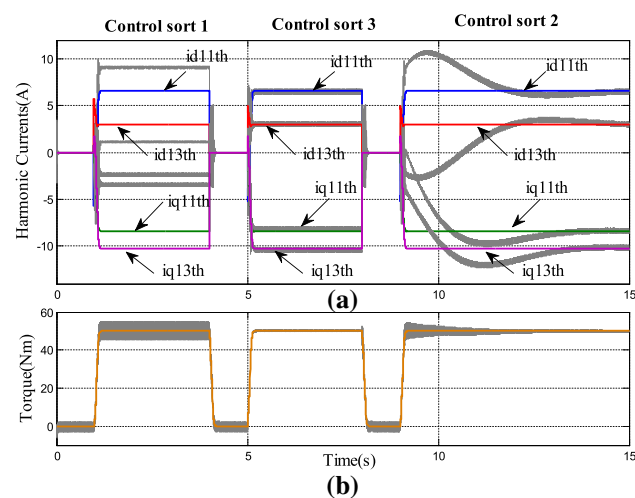 Control sort 1
Control sort 3
Control sort 2
(a)
Harmonic Currents(A)
10
5
0
-5
-10
id11th
id13th
iq11th
iq13th
id11th
id13th
iq11th
iq13th
id11th
id13th
iq11th
iq13th
0
5
10
15
(a)
Torque(Nm)
60
40
20
0
0
5
10
15
Time(s)
(b)